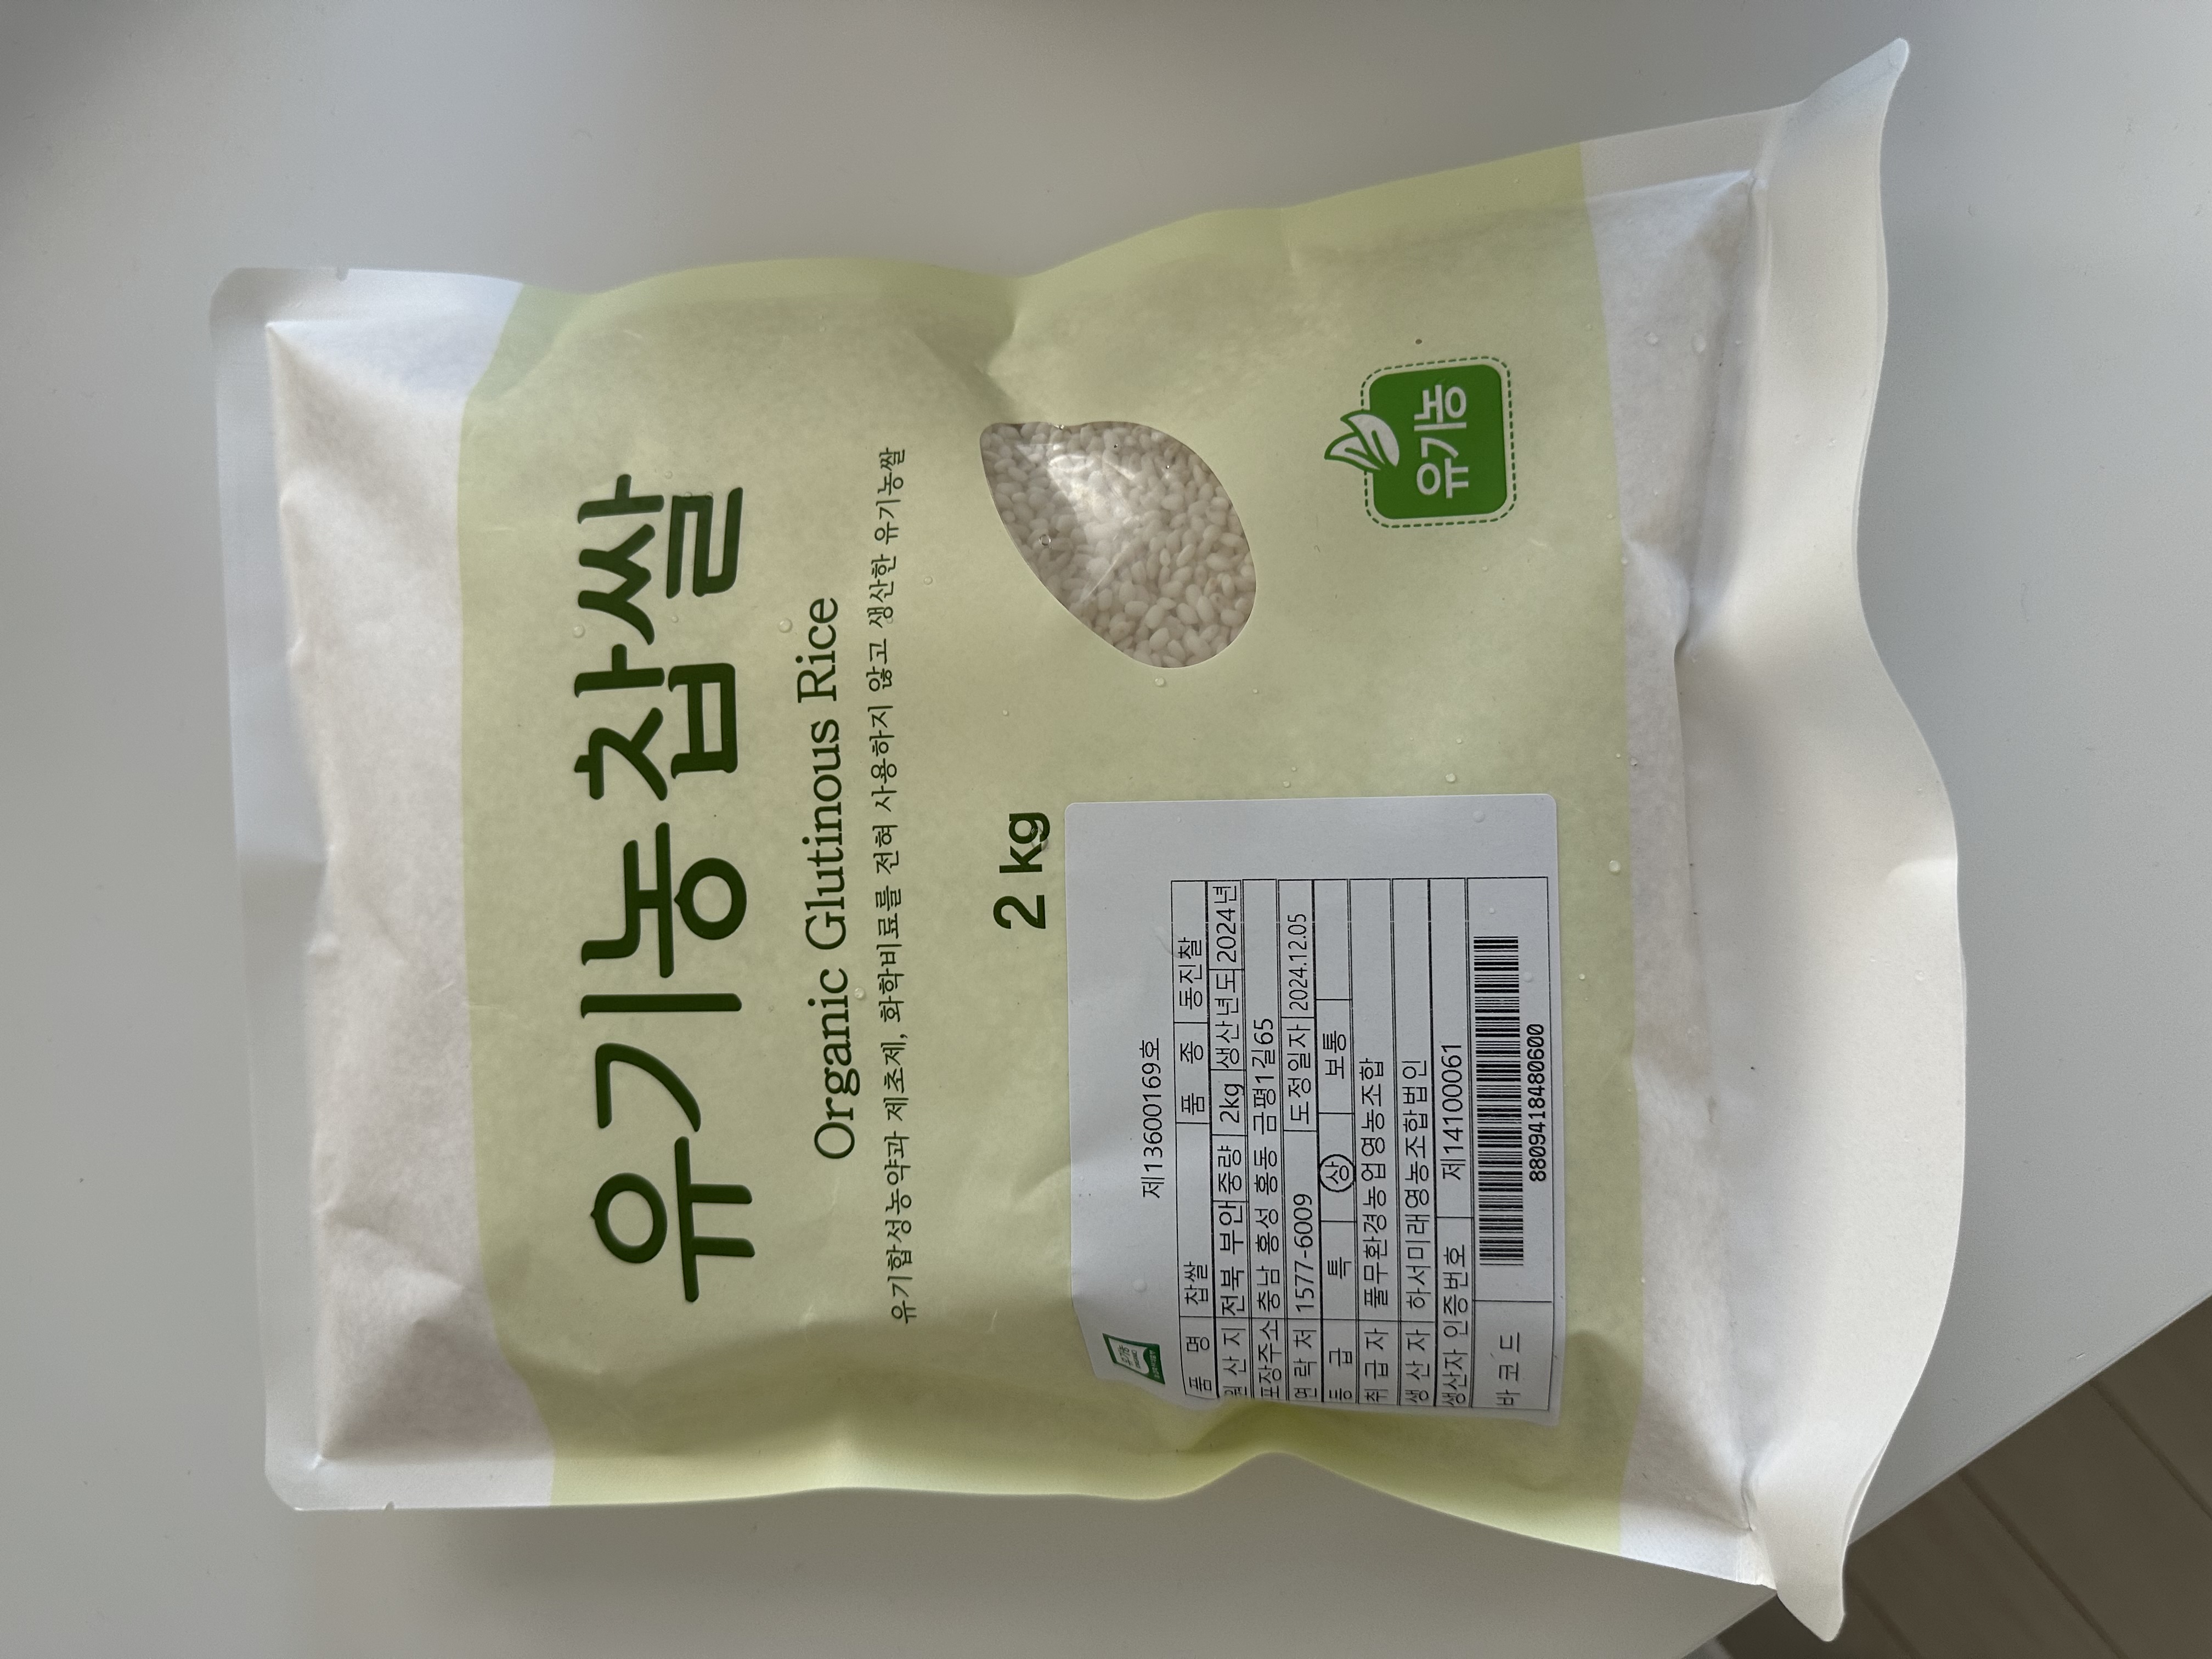 유기농찹쌀
Organic Glutinous Rice
유기합성농약과 제초제, 화학비료를 전혀 사용하지 않고 생산한 유기농쌀
2 kg
유기농
제13600169호
품 명 찹쌀 품 종 동진찰
원 산 지 전북 부안 중량 2kg 생산년도 2024년
포장주소 충남 홍성 홍동 금평1길65
연 락 처 1577-6009 도정일자 2024.12.05
등 급 특 상 보통
취 급 자 풀무환경농업영농조합
생 산 자 하서미래영농조합법인
생산자 인증번호 제14100061
바 코 드
8809418480600